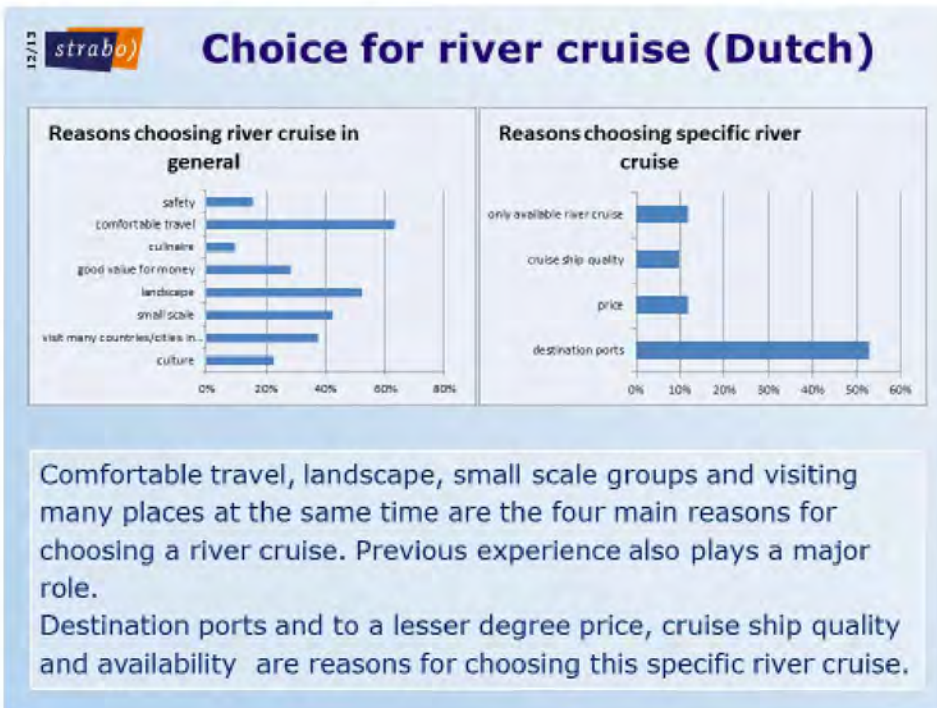 12/13
strabo)
Choice for river cruise (Dutch)
Reasons choosing river cruise in
general
safety
comfortable travel
culinaire
good value for money
landscape
small scale
visit many countries/cities in...
culture
0% 20% 40% 60% 80%
Reasons choosing specific river
cruise
only available river cruise
cruise ship quality
price
destination ports
0% 10% 20% 30% 40% 50% 60%
Comfortable travel, landscape, small scale groups and visiting
many places at the same time are the four main reasons for
choosing a river cruise. Previous experience also plays a major
role.
Destination ports and to a lesser degree price, cruise ship quality
and availability are reasons for choosing this specific river cruise.